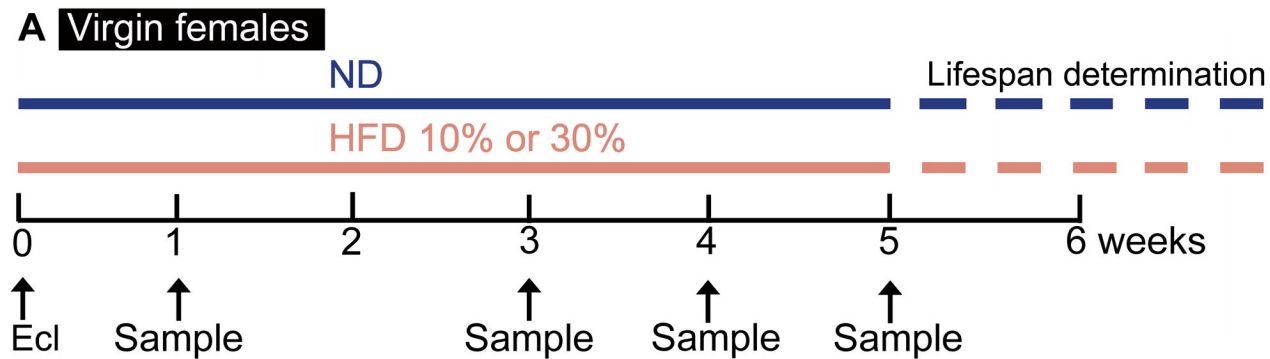 A Virgin females
ND
Lifespan determination
HFD 10% or 30%
0 1 2 3 4 5 6 weeks
Ecl Sample Sample Sample Sample